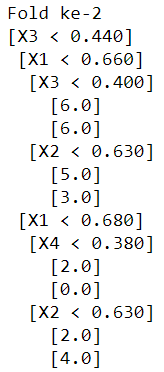 Fold ke-2
[X3 < 0.440]
[X1 < 0.660]
[X3 < 0.400]
[6.0]
[6.0]
[X2 < 0.630]
[5.0]
[3.0]
[X1 < 0.680]
[X4 < 0.380]
[2.0]
[0.0]
[X2 < 0.630]
[2.0]
[4.0]